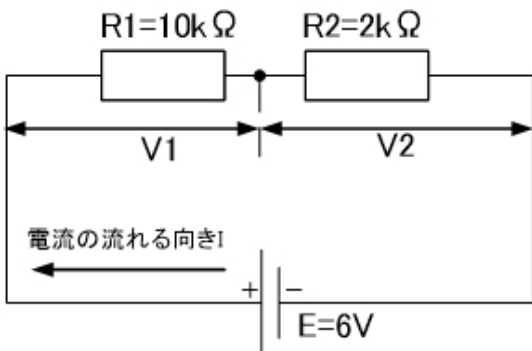 R1=10kΩ R2=2kΩ
V1 V2
電流の流れる向きI
+ −
E=6V